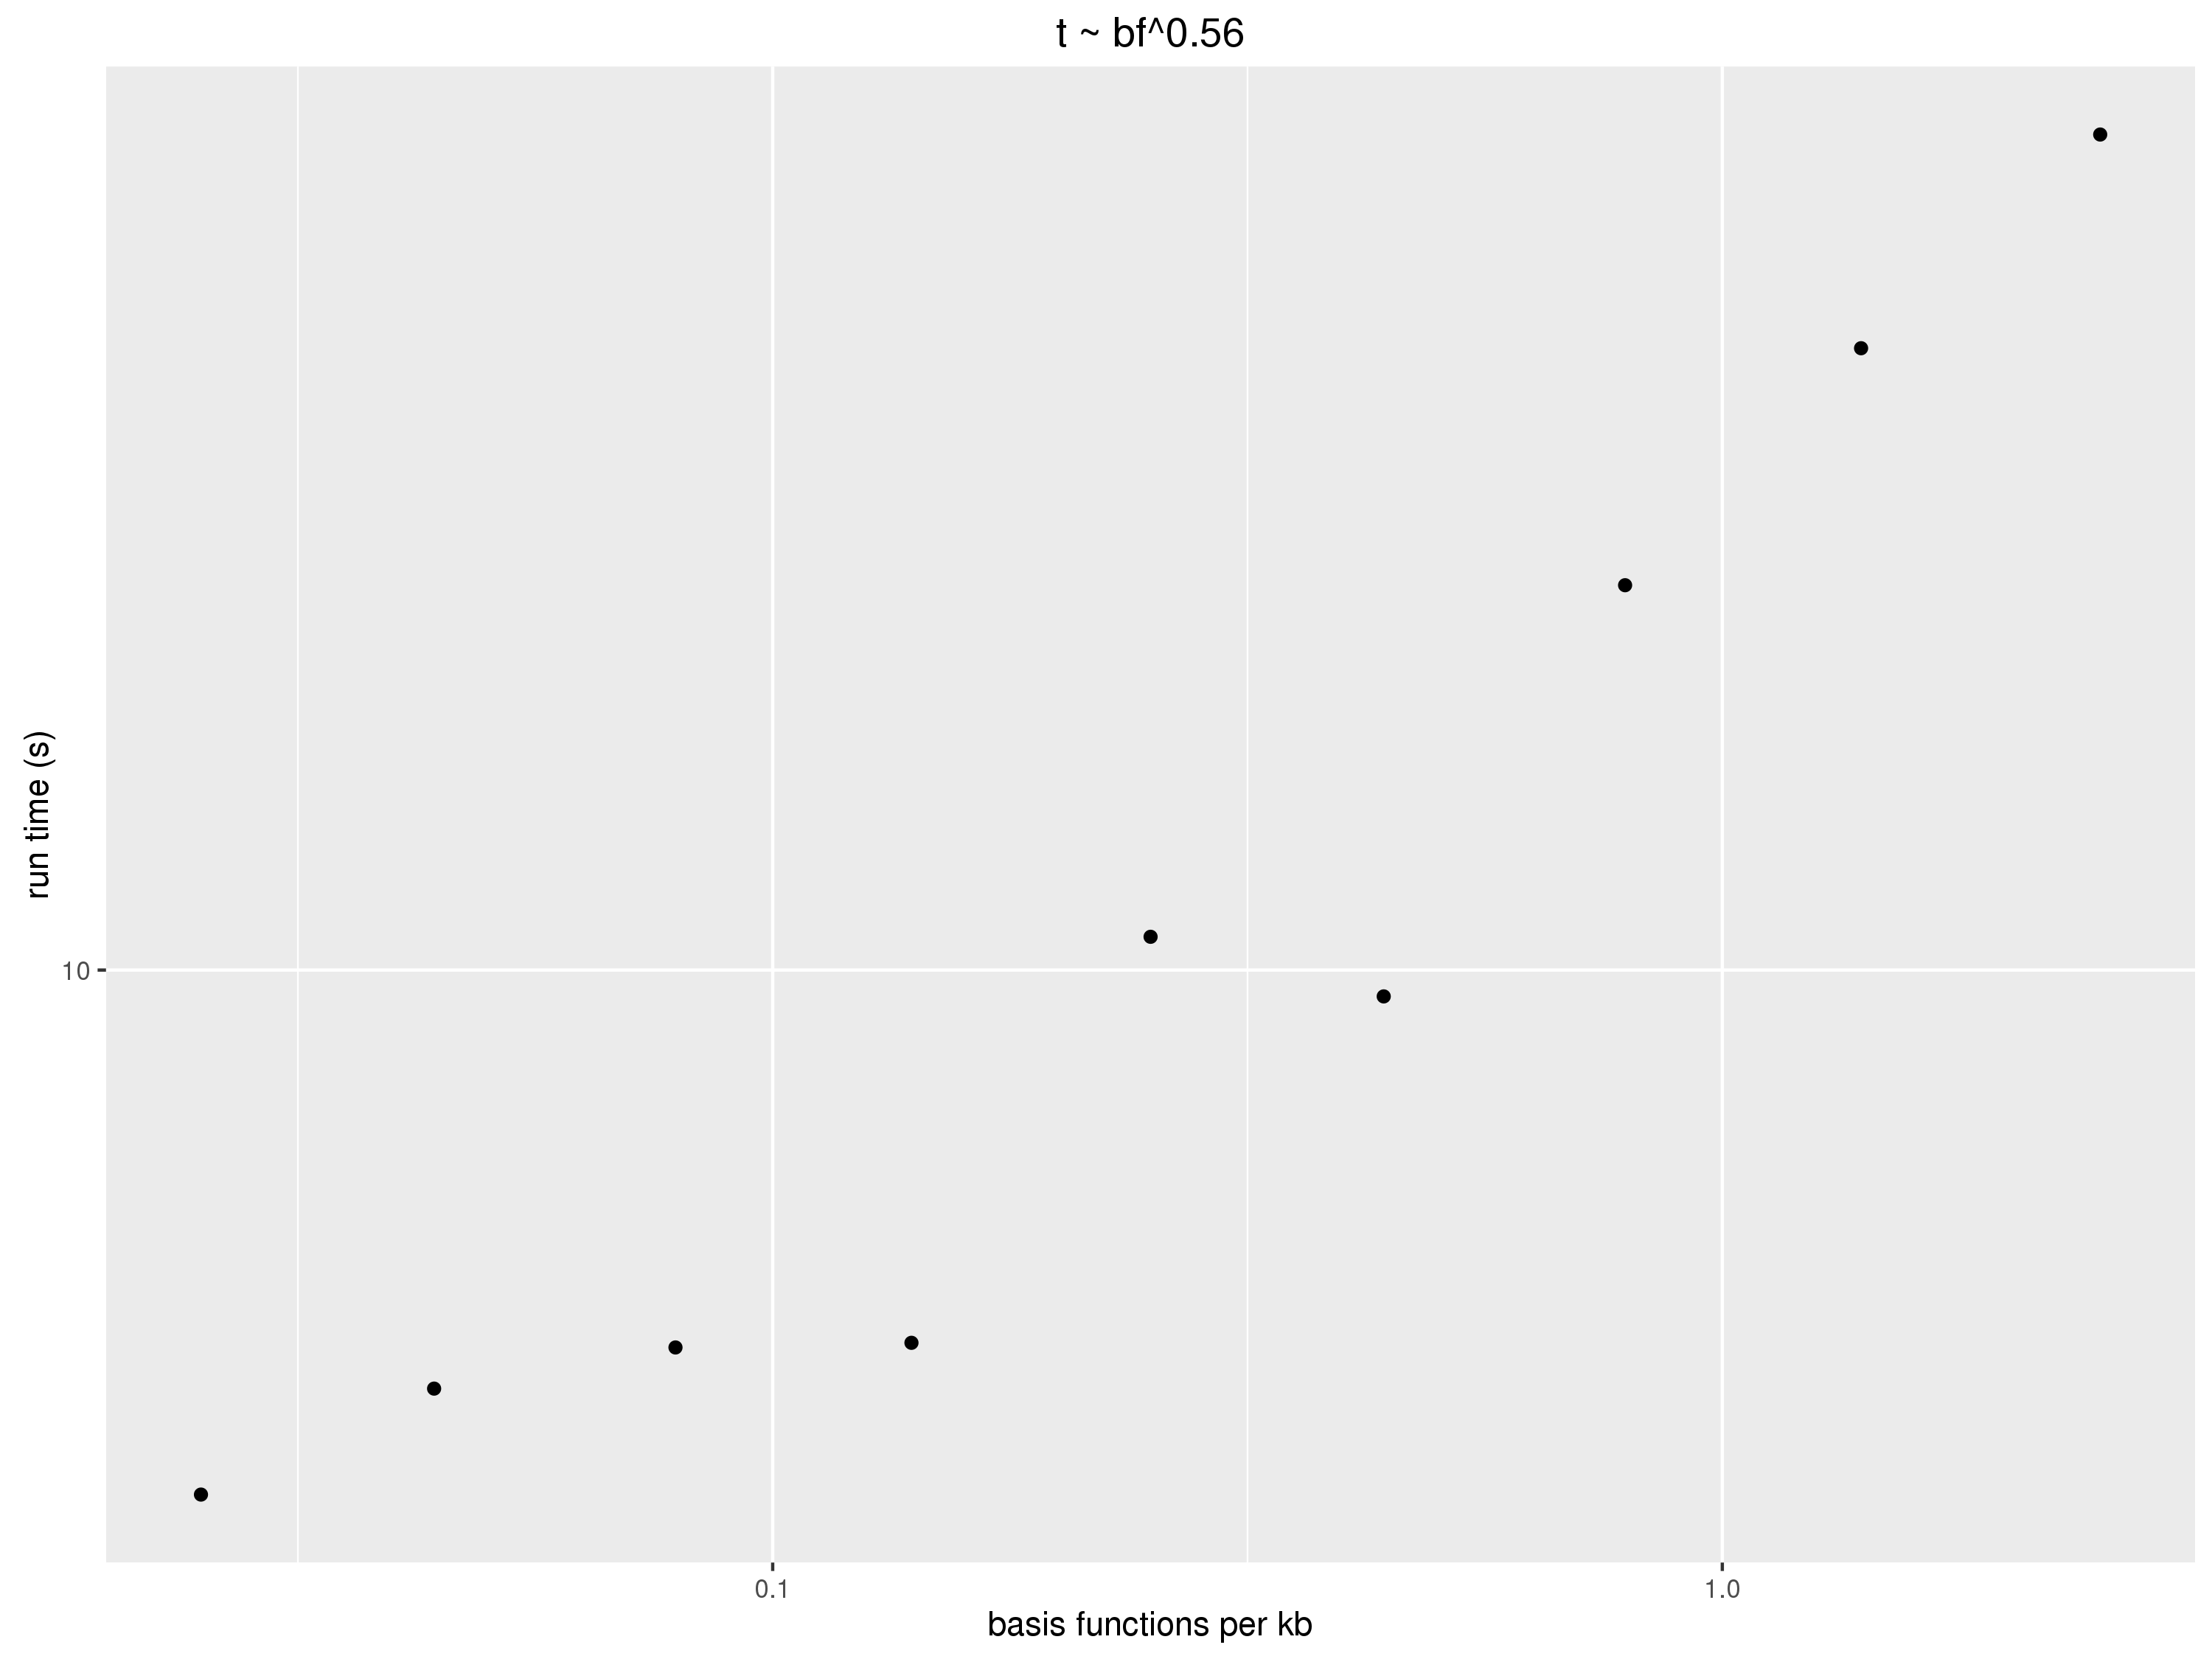 t ~ bf^0.56
run time (s)
10
0.1
1.0
basis functions per kb